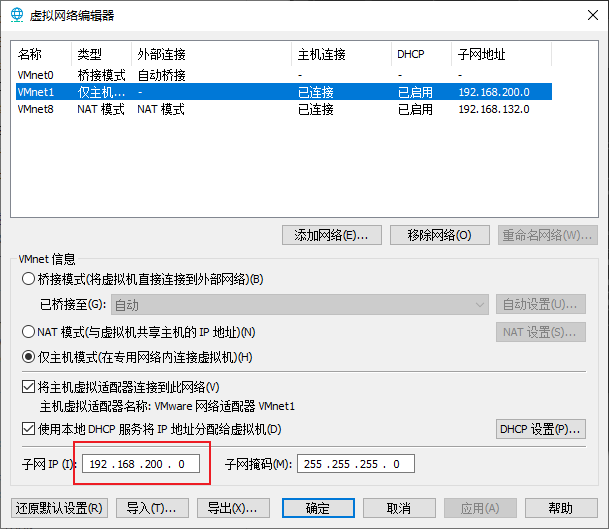 虚拟网络编辑器
名称 类型 外部连接 主机连接 DHCP 子网地址
VMnet0 桥接模式 自动桥接 - - -
VMnet1 仅主机... - 已连接 已启用 192.168.200.0
VMnet8 NAT 模式 NAT 模式 已连接 已启用 192.168.132.0
添加网络(E)... 移除网络(O) 重命名网络(W)...
VMnet 信息
桥接模式(将虚拟机直接连接到外部网络)(B)
已桥接至(G): 自动 自动设置(U)...
NAT 模式(与虚拟机共享主机的 IP 地址)(N) NAT 设置(S)...
仅主机模式(在专用网络内连接虚拟机)(H)
将主机虚拟适配器连接到此网络(V)
主机虚拟适配器名称: VMware 网络适配器 VMnet1
使用本地 DHCP 服务将 IP 地址分配给虚拟机(D) DHCP 设置(P)...
子网 IP (I): 192 . 168 . 200 . 0 子网掩码(M): 255 . 255 . 255 . 0
还原默认设置(R) 导入(T)... 导出(X)... 确定 取消 应用(A) 帮助